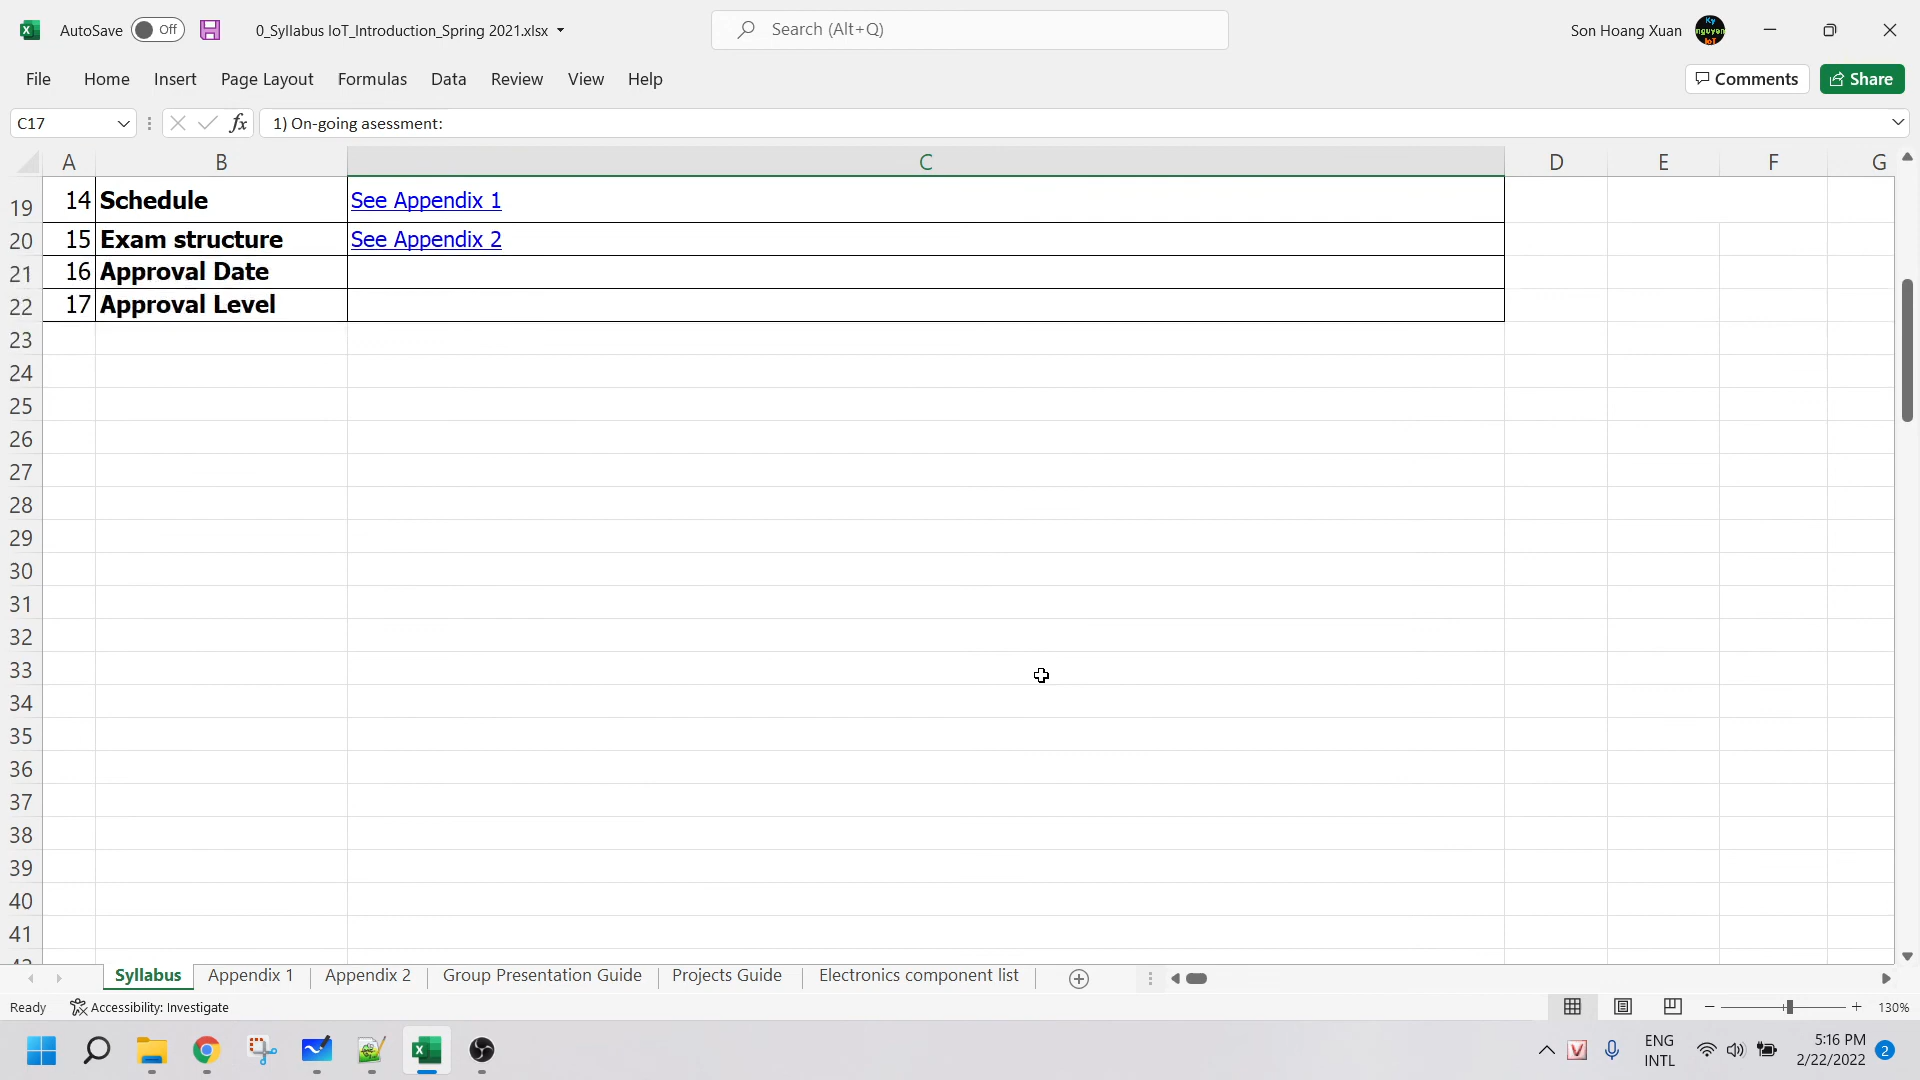 AutoSave Off 0_Syllabus IoT_Introduction_Spring 2021.xlsx Search (Alt+Q) Son Hoang Xuan Ky nguyen IoT
File Home Insert Page Layout Formulas Data Review View Help Comments Share
C17 fx 1) On-going asessment:
A B C D E F G
19 14 Schedule See Appendix 1
20 15 Exam structure See Appendix 2
21 16 Approval Date
22 17 Approval Level
23
24
25
26
27
28
29
30
31
32
33
34
35
36
37
38
39
40
41
Syllabus Appendix 1 Appendix 2 Group Presentation Guide Projects Guide Electronics component list
Ready Accessibility: Investigate 130%
ENG 5:16 PM
INTL 2/22/2022 2